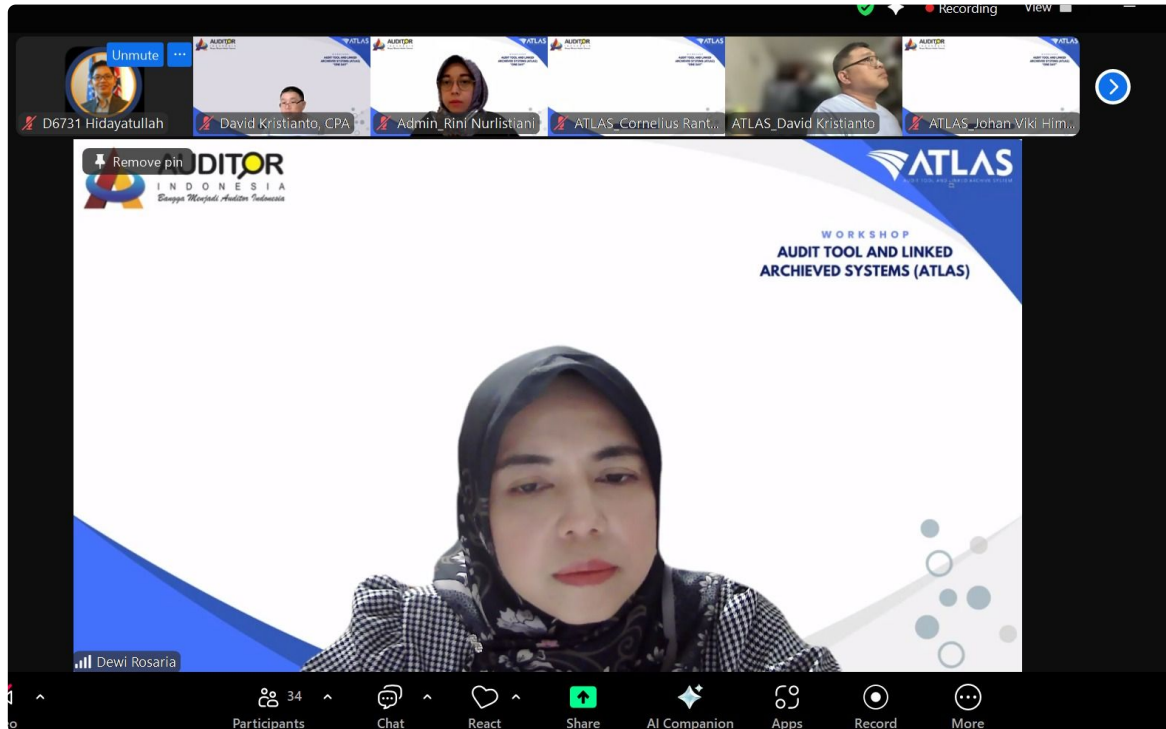 Recording View
Unmute ...
D6731 Hidayatullah
David Kristianto, CPA
Admin_Rini Nurlistiani
ATLAS_Cornelius Rant...
ATLAS_David Kristianto
ATLAS_Johan Viki Him...
Remove pin
AUDITOR
INDONESIA
Bangga Menjadi Auditor Indonesia
ATLAS
WORKSHOP
AUDIT TOOL AND LINKED
ARCHIEVED SYSTEMS (ATLAS)
Dewi Rosaria
34
Participants
Chat
React
Share
AI Companion
Apps
Record
More